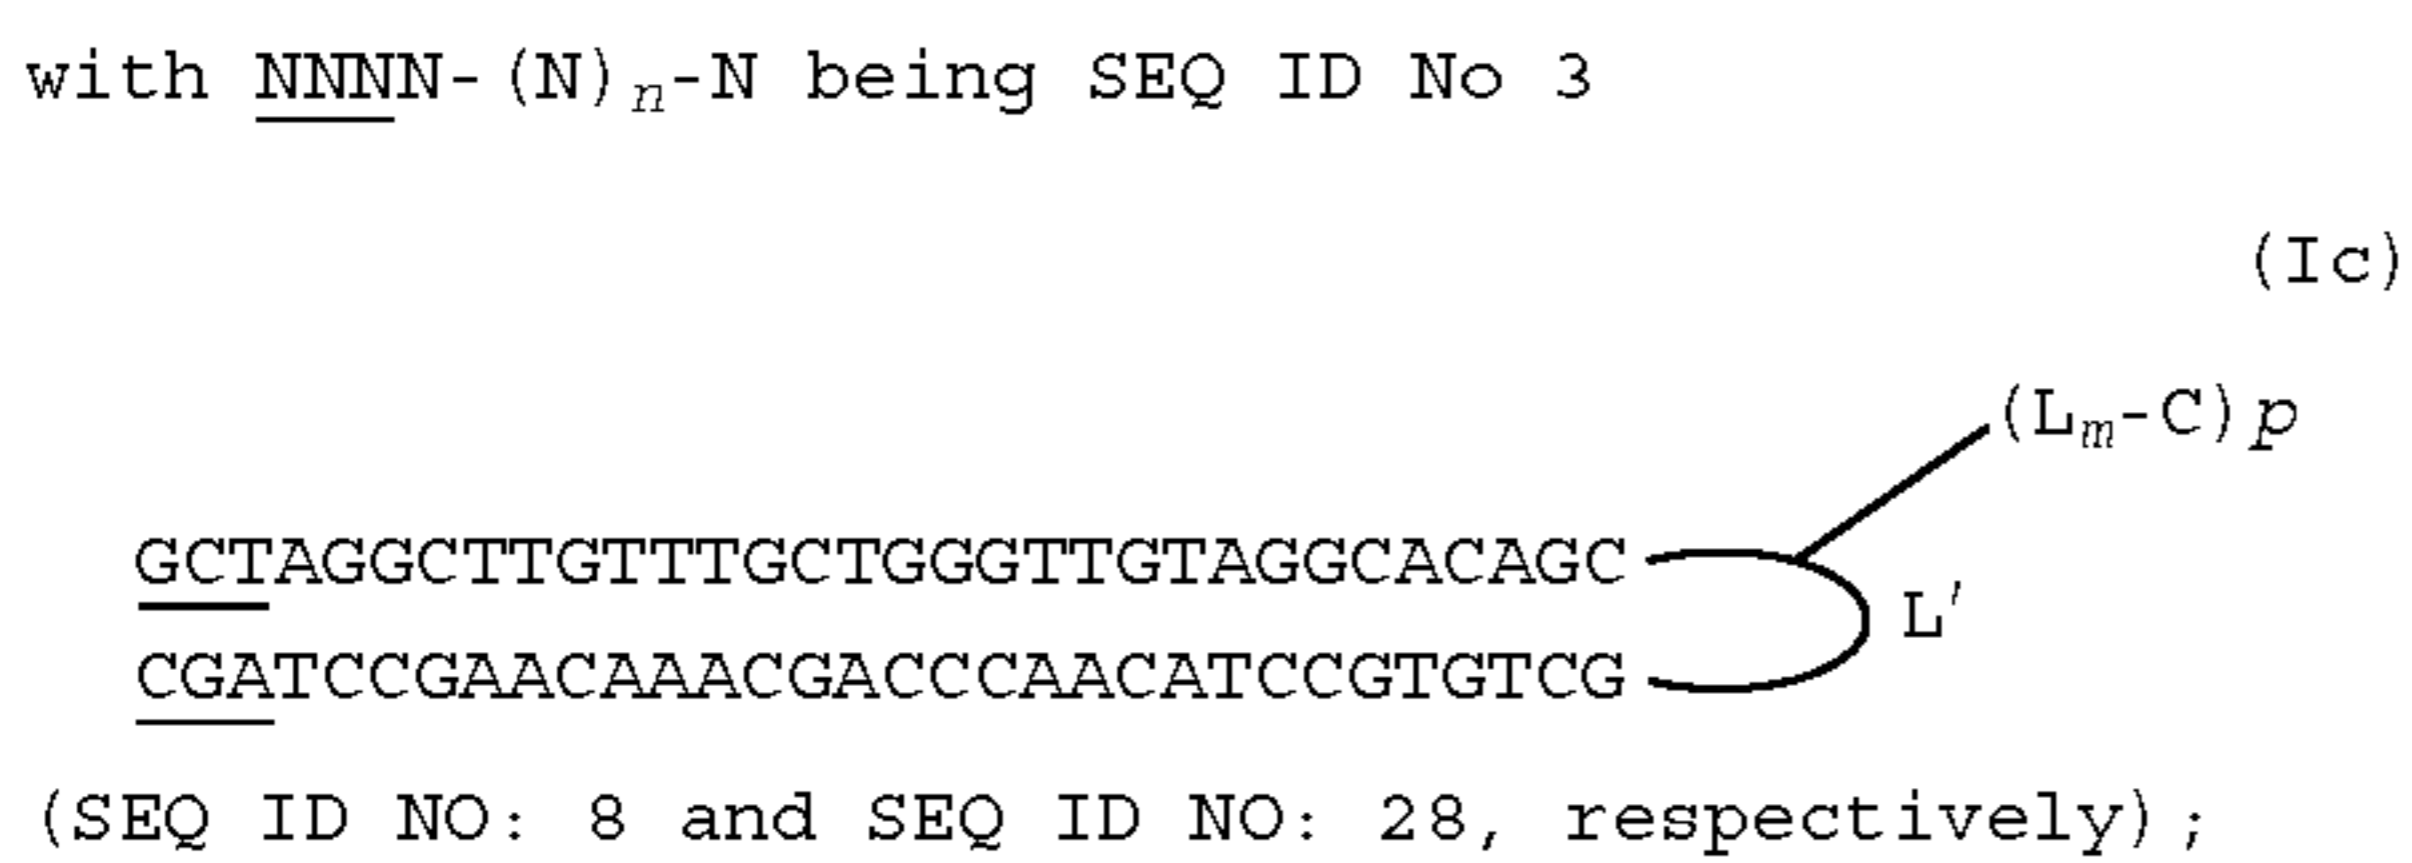 with NNNN-(N)n-N being SEQ ID No 3
(Ic)
(Lm-C)p
GCTAGGCTTGTTTGCTGGGTTGTAGGCACAGC
L'
CGATCCGAACAAACGACCCAACATCCGTGTCG
(SEQ ID NO: 8 and SEQ ID NO: 28, respectively);